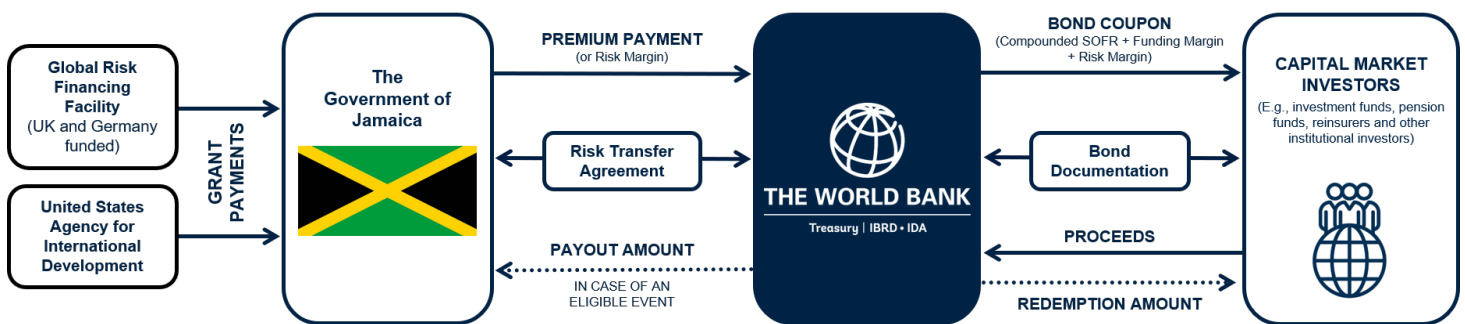 Global Risk
Financing
Facility
(UK and Germany
funded)
United States
Agency for
International
Development
GRANT
PAYMENTS
The
Government of
Jamaica
PREMIUM PAYMENT
(or Risk Margin)
Risk Transfer
Agreement
PAYOUT AMOUNT
IN CASE OF AN
ELIGIBLE EVENT
THE WORLD BANK
Treasury | IBRD • IDA
BOND COUPON
(Compounded SOFR + Funding Margin
+ Risk Margin)
Bond
Documentation
PROCEEDS
REDEMPTION AMOUNT
CAPITAL MARKET
INVESTORS
(E.g., investment funds, pension
funds, reinsurers and other
institutional investors)